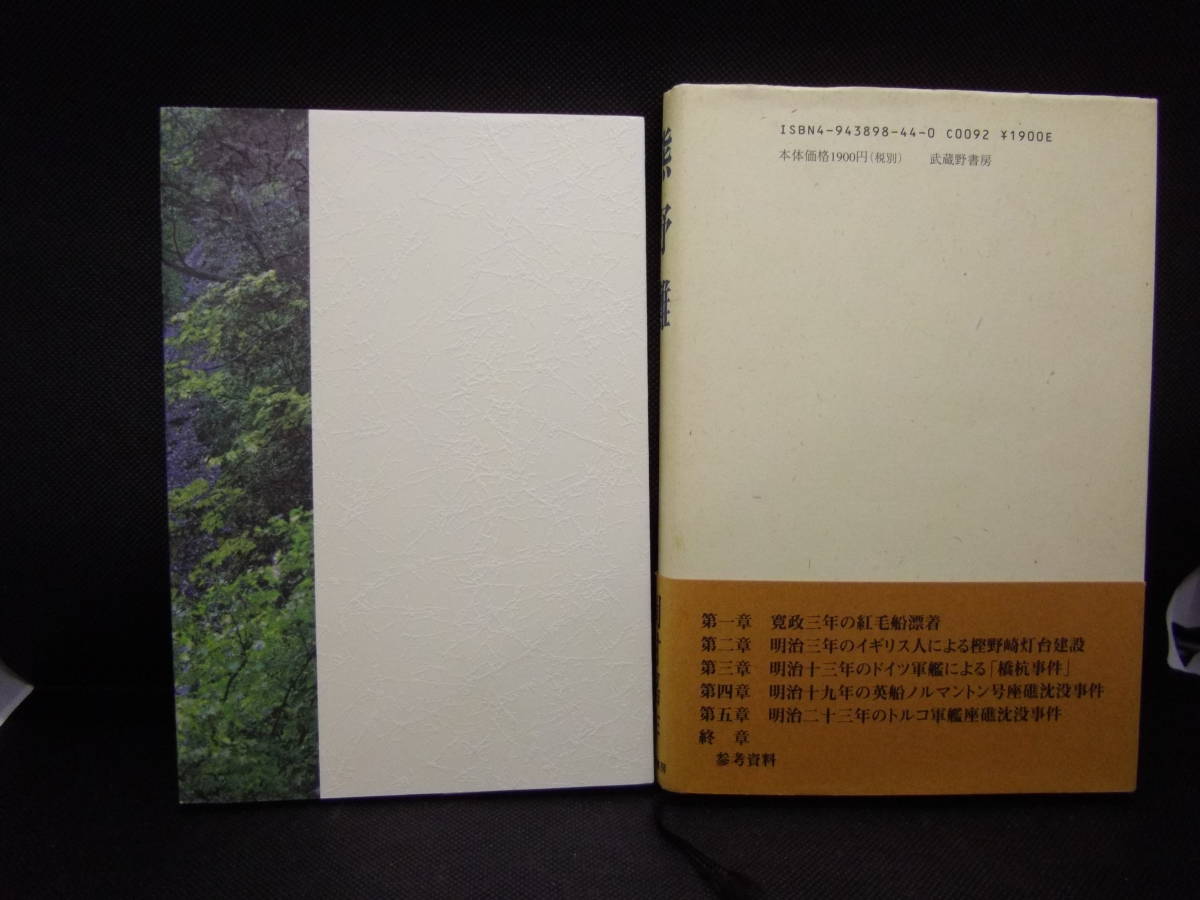 ISBN4-943898-44-0 C0092 ¥1900E
本体価格1900円(税別) 武蔵野書房
第一章 寛政三年の紅毛船漂着
第二章 明治三年のイギリス人による樫野崎灯台建設
第三章 明治十三年のドイツ軍艦による「橋杭事件」
第四章 明治十九年の英船ノルマントン号座礁沈没事件
第五章 明治二十三年のトルコ軍艦座礁沈没事件
終章
参考資料